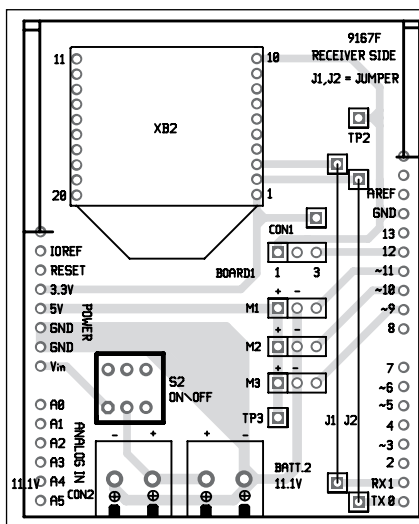 9167F
RECEIVER SIDE
J1,J2 = JUMPER
11
10
XB2
TP2
20
1
AREF
GND
CON1
13
IOREF
12
RESET
BOARD1
1
3
~11
3.3V
~10
5V
M1
+ -
~9
GND
8
GND
M2
+ -
Vin
POWER
M3
+ -
7
S2
ON\OFF
~6
A0
TP3
~5
A1
J1
J2
4
A2
ANALOG IN
- + + -
~3
A3
BATT.2
2
11.1V
A4
CON2
11.1V
RX 1
A5
TX 0